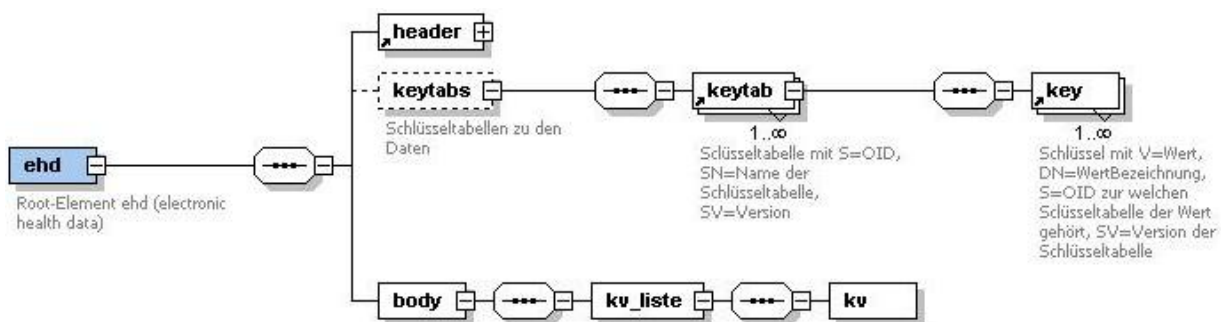 header
keytabs
Schlüsseltabellen zu den
Daten
keytab
1..∞
Sclüsseltabelle mit S=OID,
SN=Name der
Schlüsseltabelle,
SV=Version
key
1..∞
Schlüssel mit V=Wert,
DN=WertBezeichnung,
S=OID zur welchen
Sclüsseltabelle der Wert
gehört, SV=Version der
Schlüsseltabelle
ehd
Root-Element ehd (electronic
health data)
body
kv_liste
kv